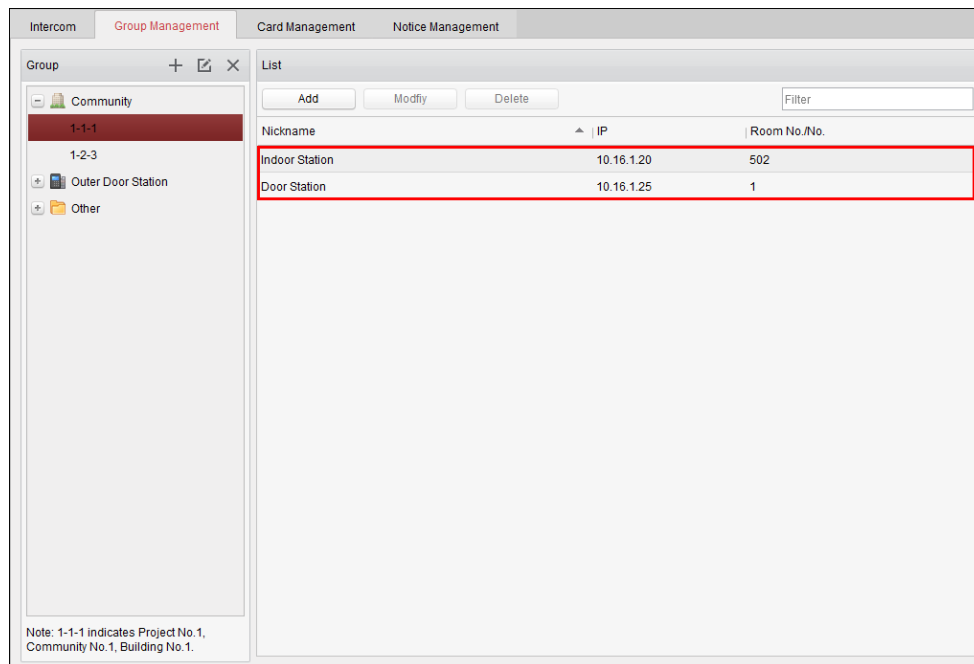 Intercom
Group Management
Card Management
Notice Management
Group
List
Community
1-1-1
1-2-3
Outer Door Station
Other
Note: 1-1-1 indicates Project No.1,
Community No.1, Building No.1.
Add
Modfiy
Delete
Filter
Nickname
IP
Room No./No.
Indoor Station 10.16.1.20 502
Door Station 10.16.1.25 1